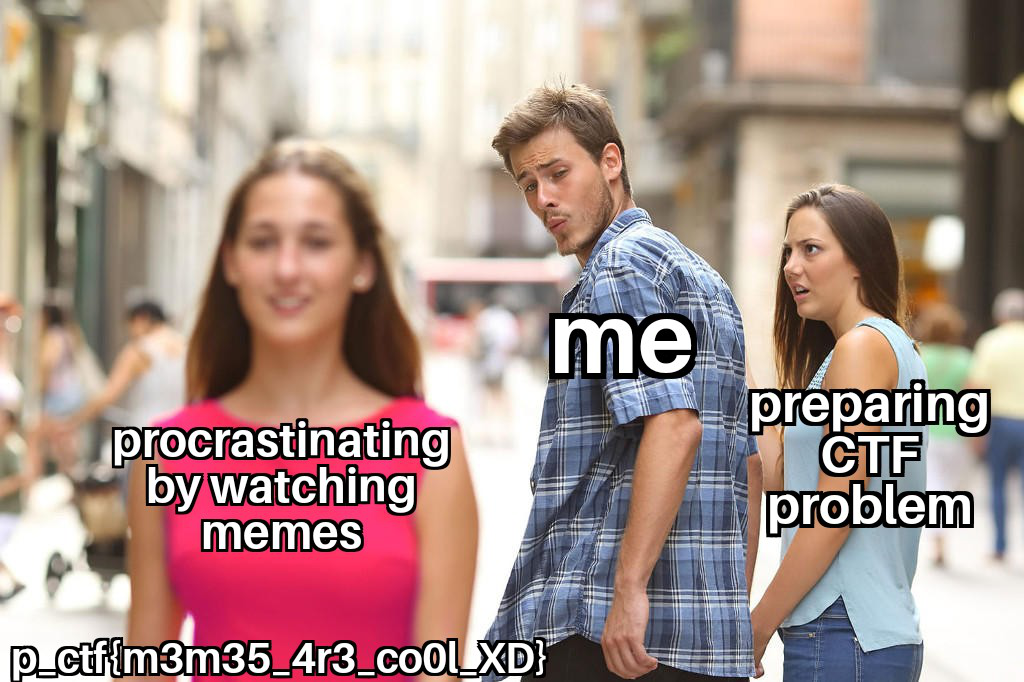 me
preparing
CTF
problem
procrastinating
by watching
memes
p_ctf{m3m35_4r3_co0l_XD}